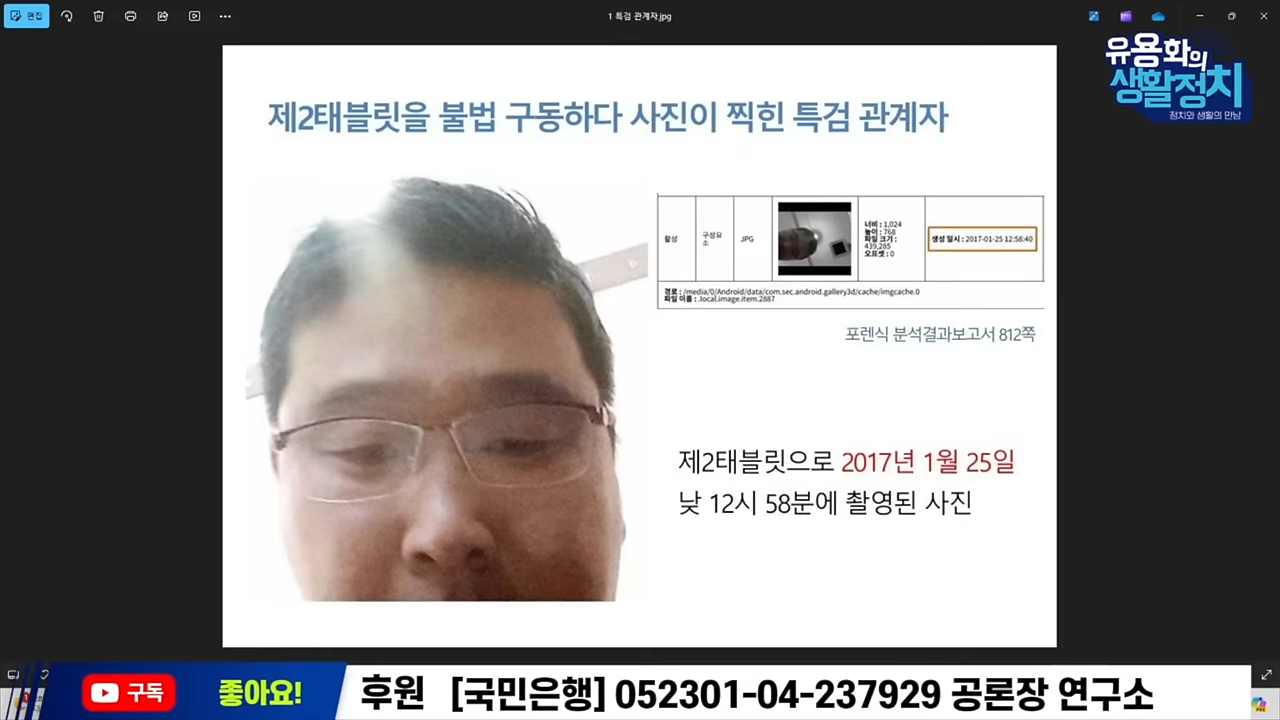 편집
1 특검 관계자.jpg
유용화의
생활정치
정치와 생활의 만남
제2태블릿을 불법 구동하다 사진이 찍힌 특검 관계자
활성
구성요
소
JPG
너비 : 1,024
높이 : 768
파일 크기 :
439,285
오프셋 : 0
생성 일시 : 2017-01-25 12:58:40
경로 : /media/0/Android/data/com.sec.android.gallery3d/cache/imgcache.0
파일 이름 : .local.image.item.2887
포렌식 분석결과보고서 812쪽
제2태블릿으로 2017년 1월 25일
낮 12시 58분에 촬영된 사진
구독
좋아요!
후원 [국민은행] 052301-04-237929 공론장 연구소